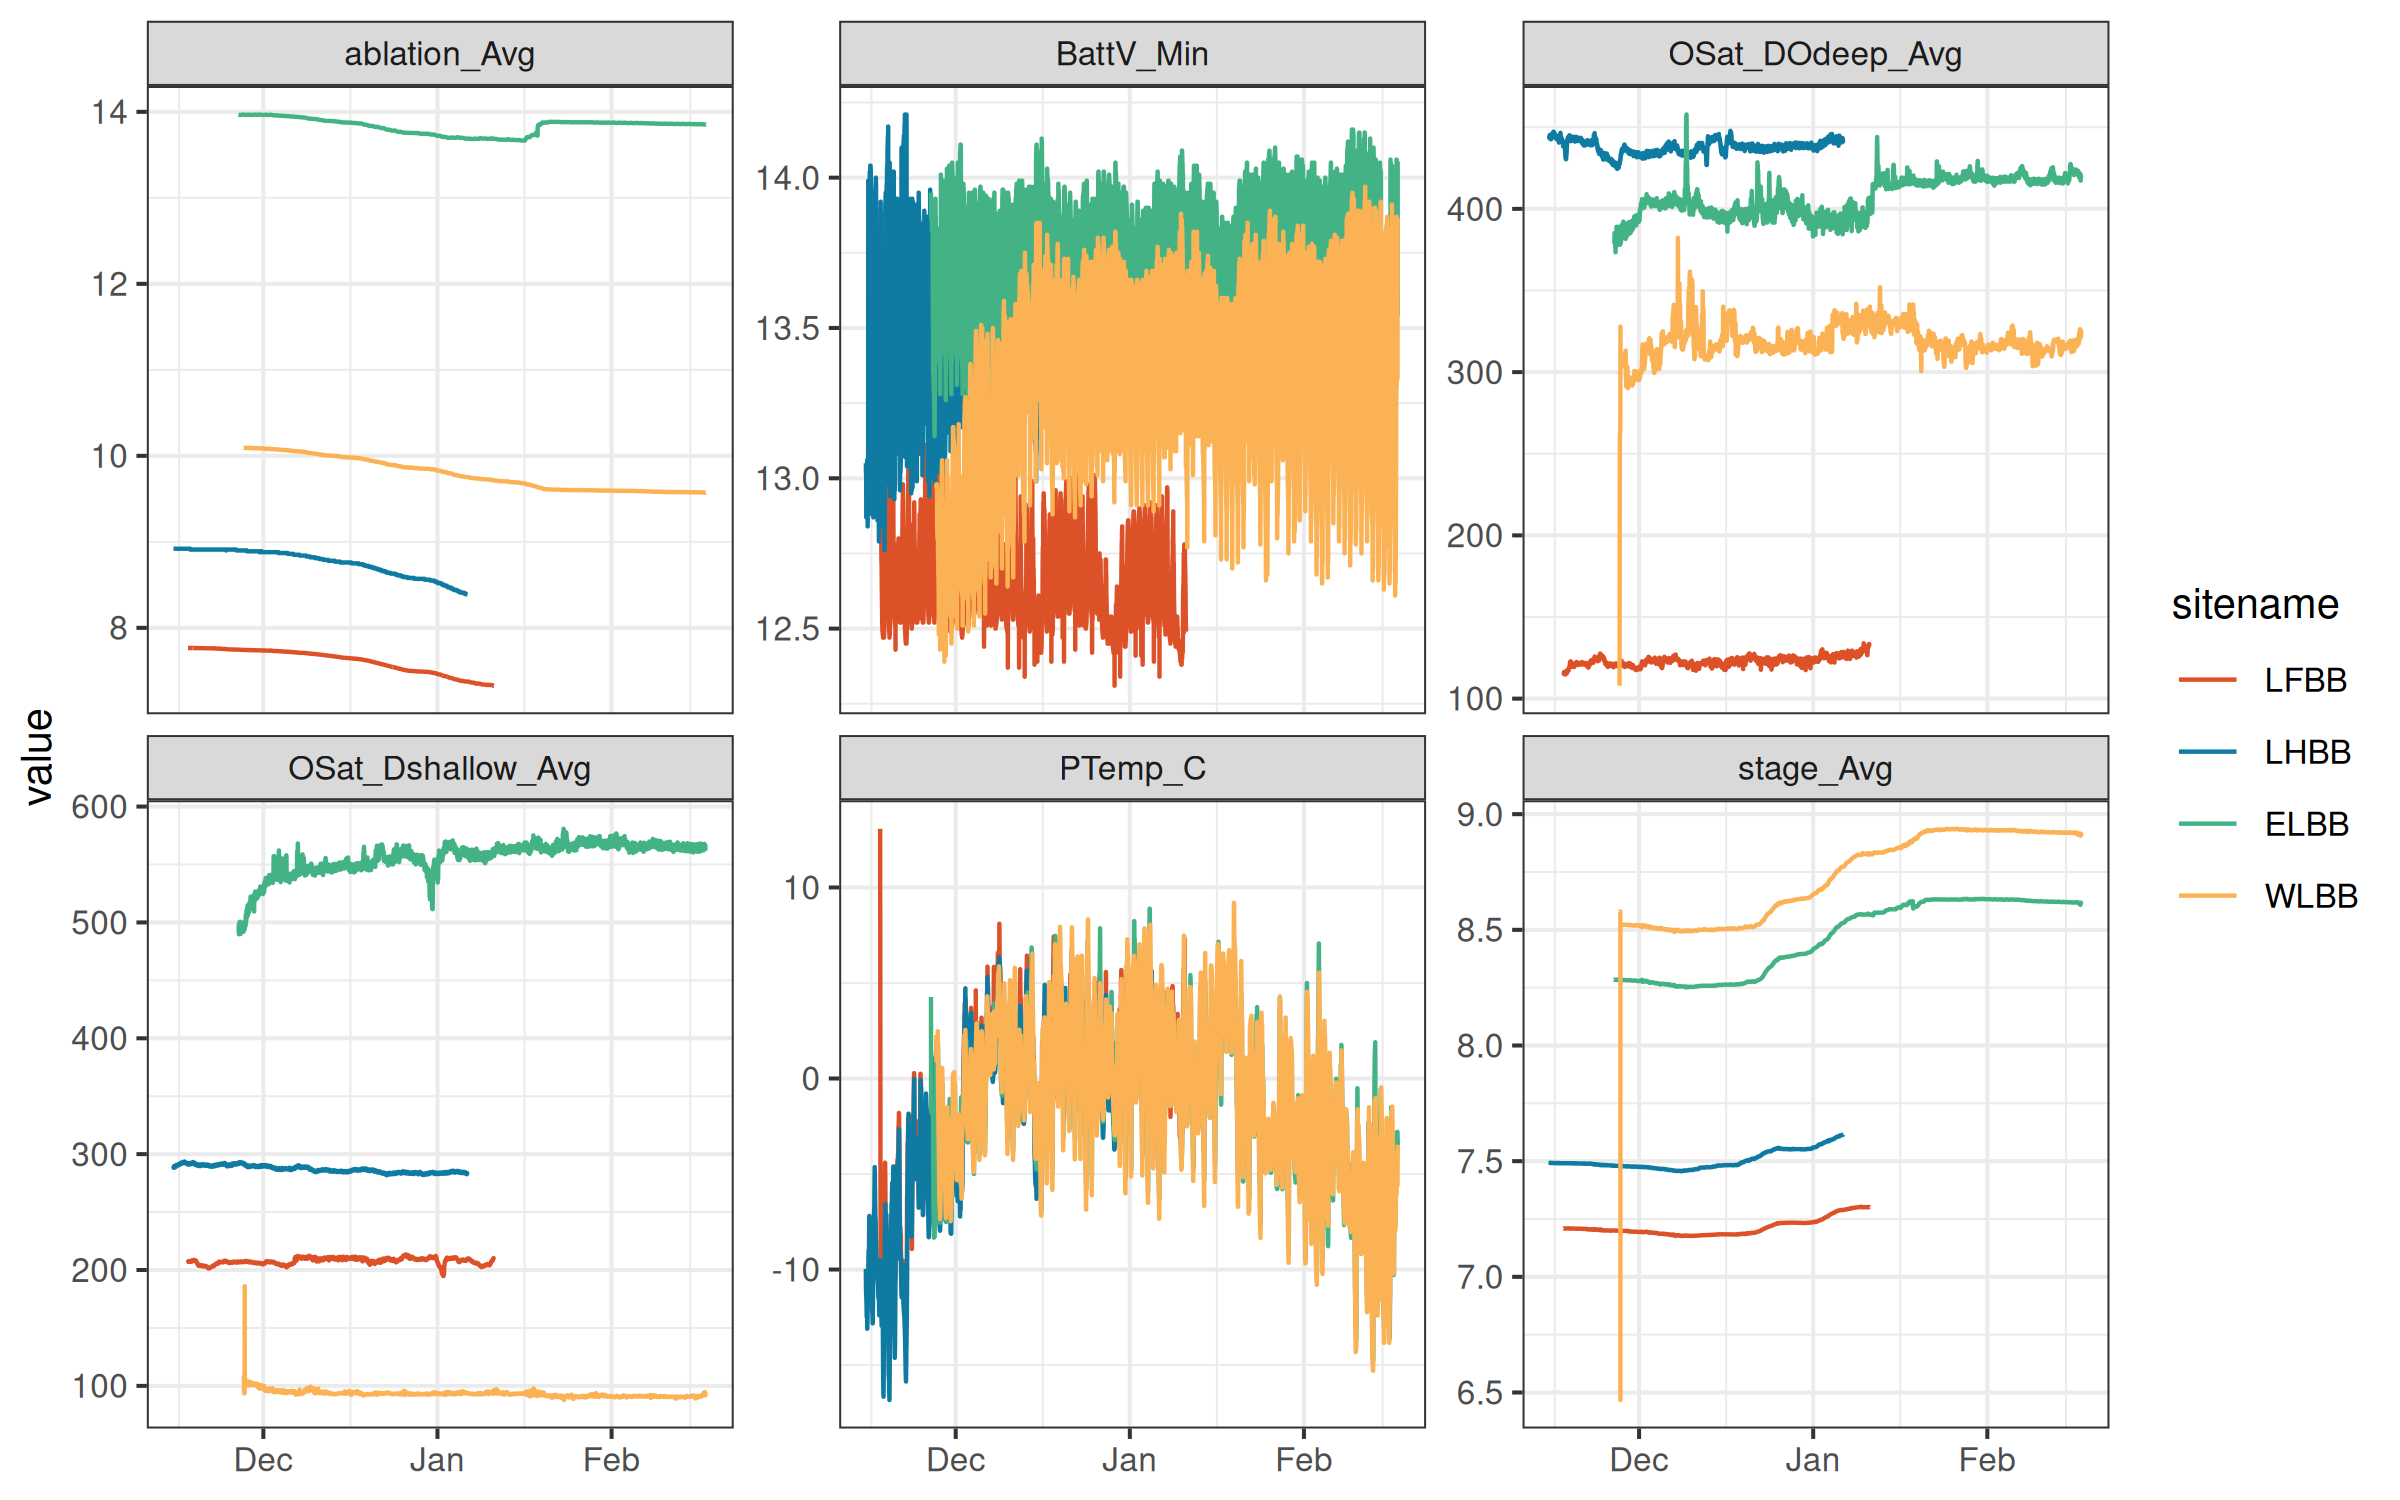 ablation_Avg
BattV_Min
OSat_DOdeep_Avg
14
12
10
8
14.0
13.5
13.0
12.5
400
300
200
100
value
OSat_Dshallow_Avg
PTemp_C
stage_Avg
600
500
400
300
200
100
10
0
-10
9.0
8.5
8.0
7.5
7.0
6.5
Dec Jan Feb
Dec Jan Feb
Dec Jan Feb
sitename
LFBB
LHBB
ELBB
WLBB